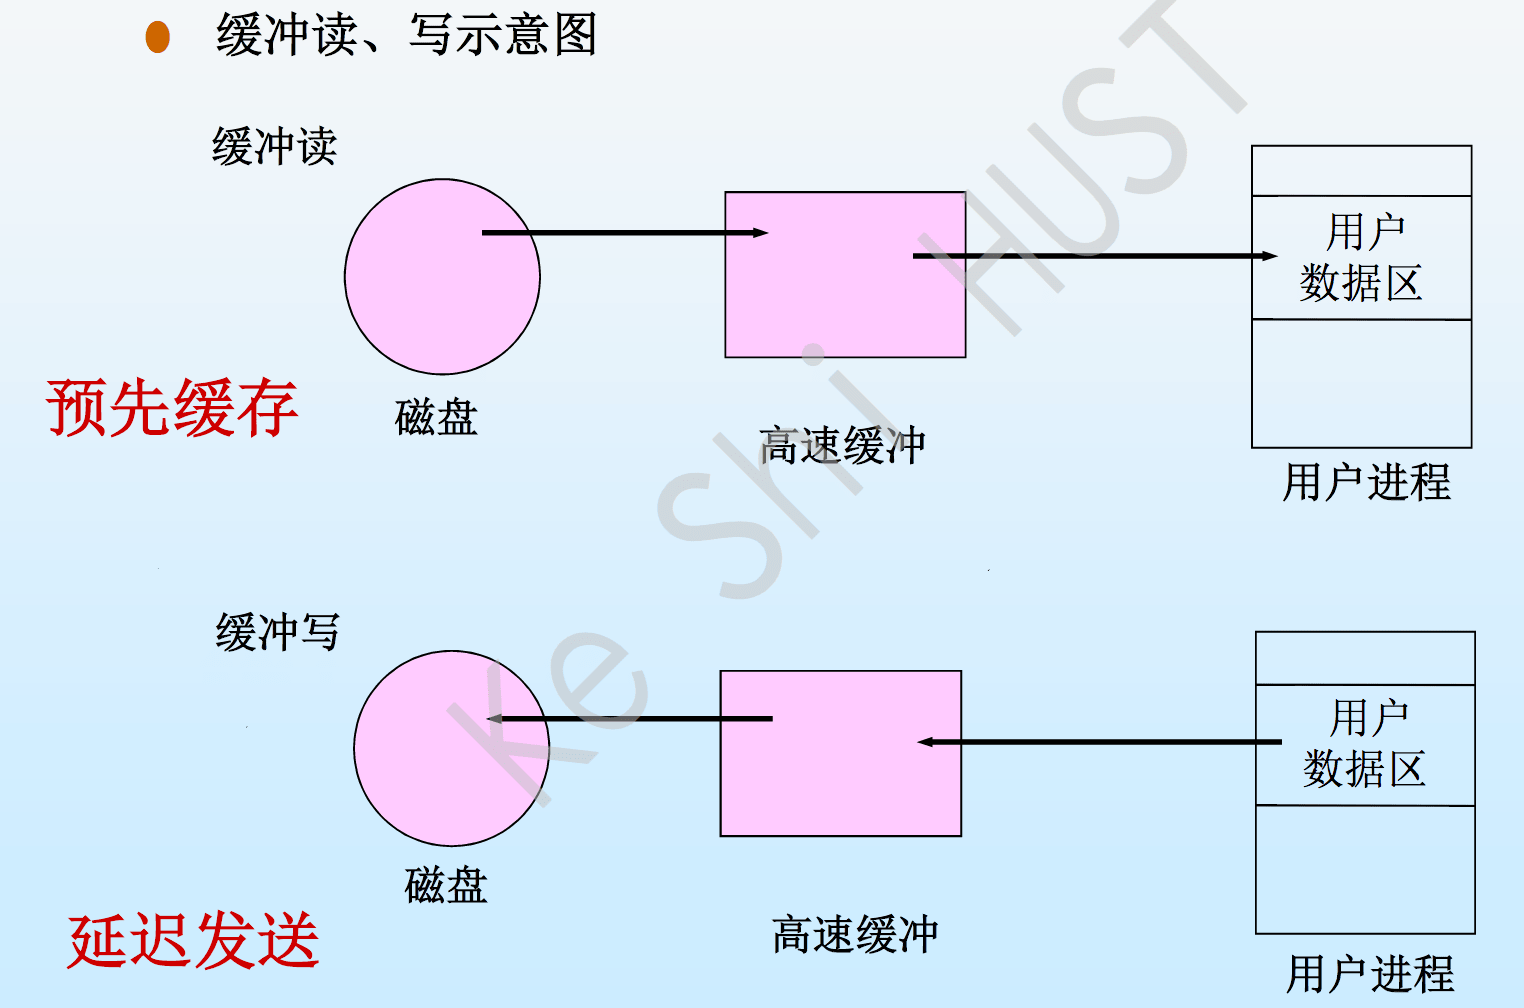 缓冲读、写示意图
缓冲读
用户
数据区
预先缓存
磁盘
高速缓冲
用户进程
缓冲写
用户
数据区
磁盘
延迟发送
高速缓冲
用户进程
Ke Shi HUST